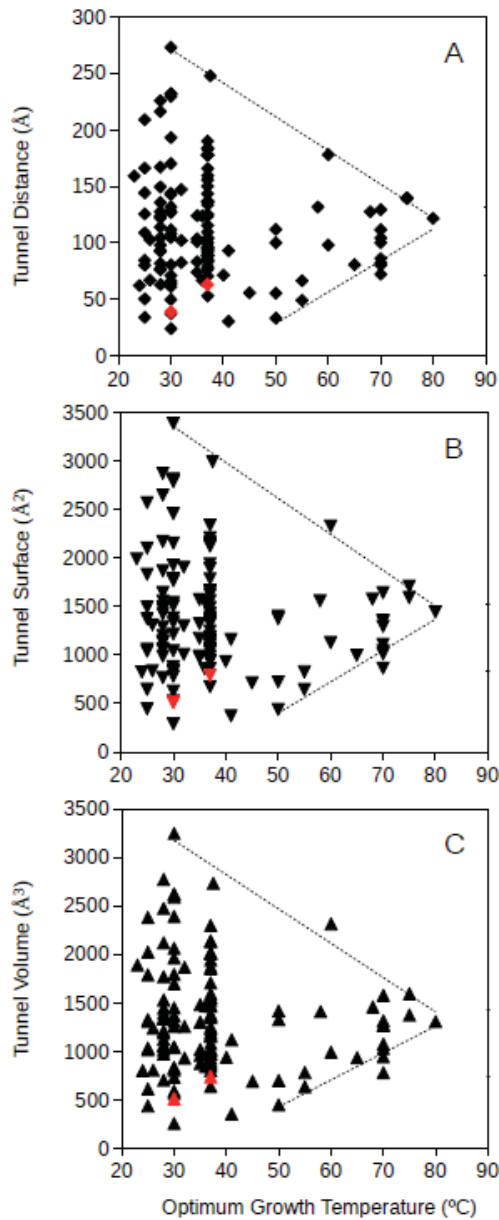 A
300
250
200
150
100
50
0
Tunnel Distance (Å)
20 30 40 50 60 70 80 90
B
3500
3000
2500
2000
1500
1000
500
0
Tunnel Surface (Å²)
20 30 40 50 60 70 80 90
C
3500
3000
2500
2000
1500
1000
500
0
Tunnel Volume (Å³)
20 30 40 50 60 70 80 90
Optimum Growth Temperature (ºC)